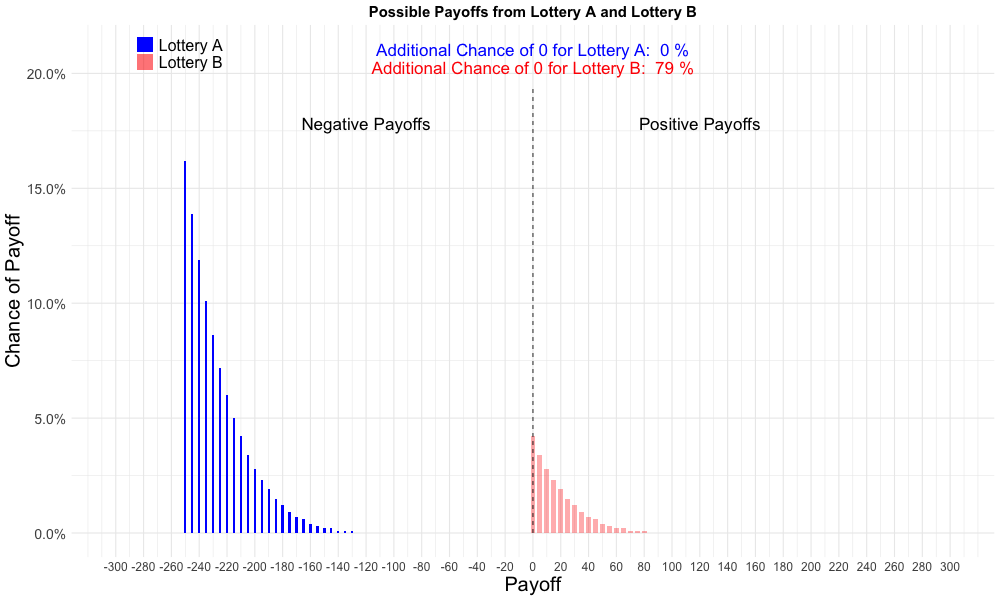 Possible Payoffs from Lottery A and Lottery B
Lottery A
Lottery B
Additional Chance of 0 for Lottery A:  0 %
Additional Chance of 0 for Lottery B:  79 %
Negative Payoffs
Positive Payoffs
Chance of Payoff
20.0%
15.0%
10.0%
5.0%
0.0%
-300 -280 -260 -240 -220 -200 -180 -160 -140 -120 -100 -80 -60 -40 -20 0 20 40 60 80 100 120 140 160 180 200 220 240 260 280 300
Payoff